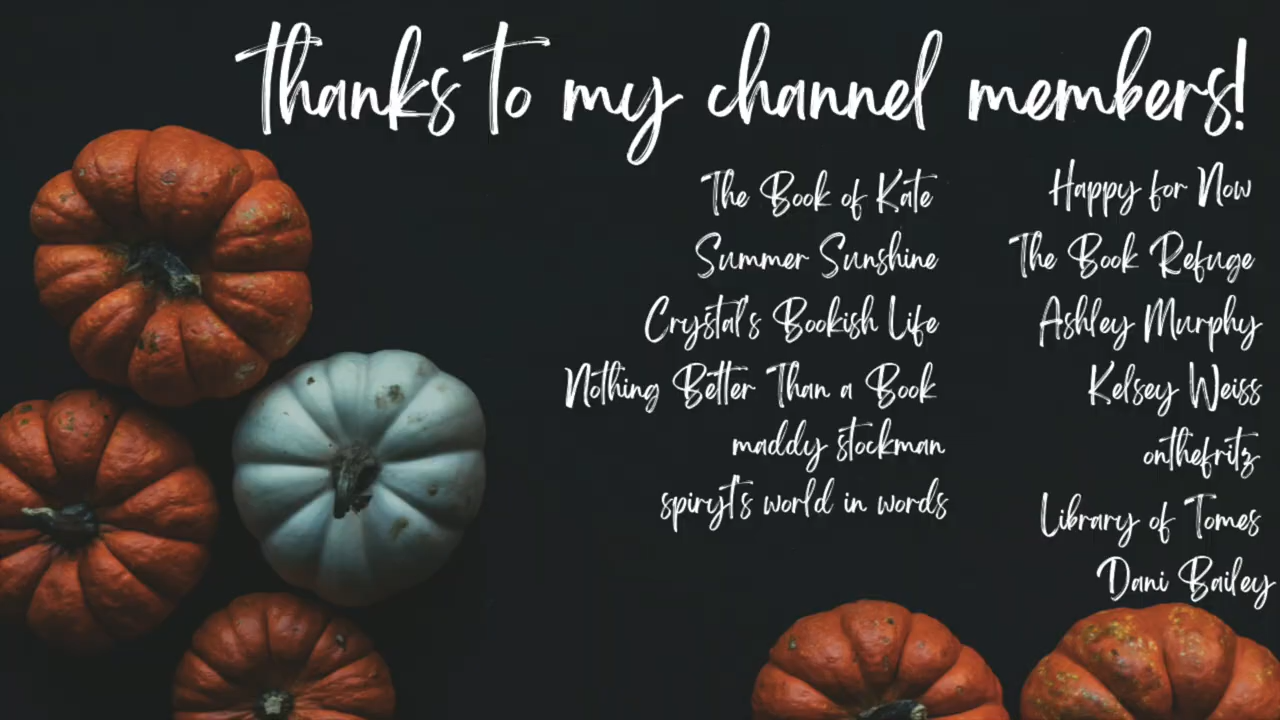 thanks to my channel members!
The Book of Kate
Summer Sunshine
Crystal's Bookish Life
Nothing Better Than a Book
maddy stockman
spiryt's world in words
Happy for Now
The Book Refuge
Ashley Murphy
Kelsey Weiss
onthefritz
Library of Tomes
Dani Bailey